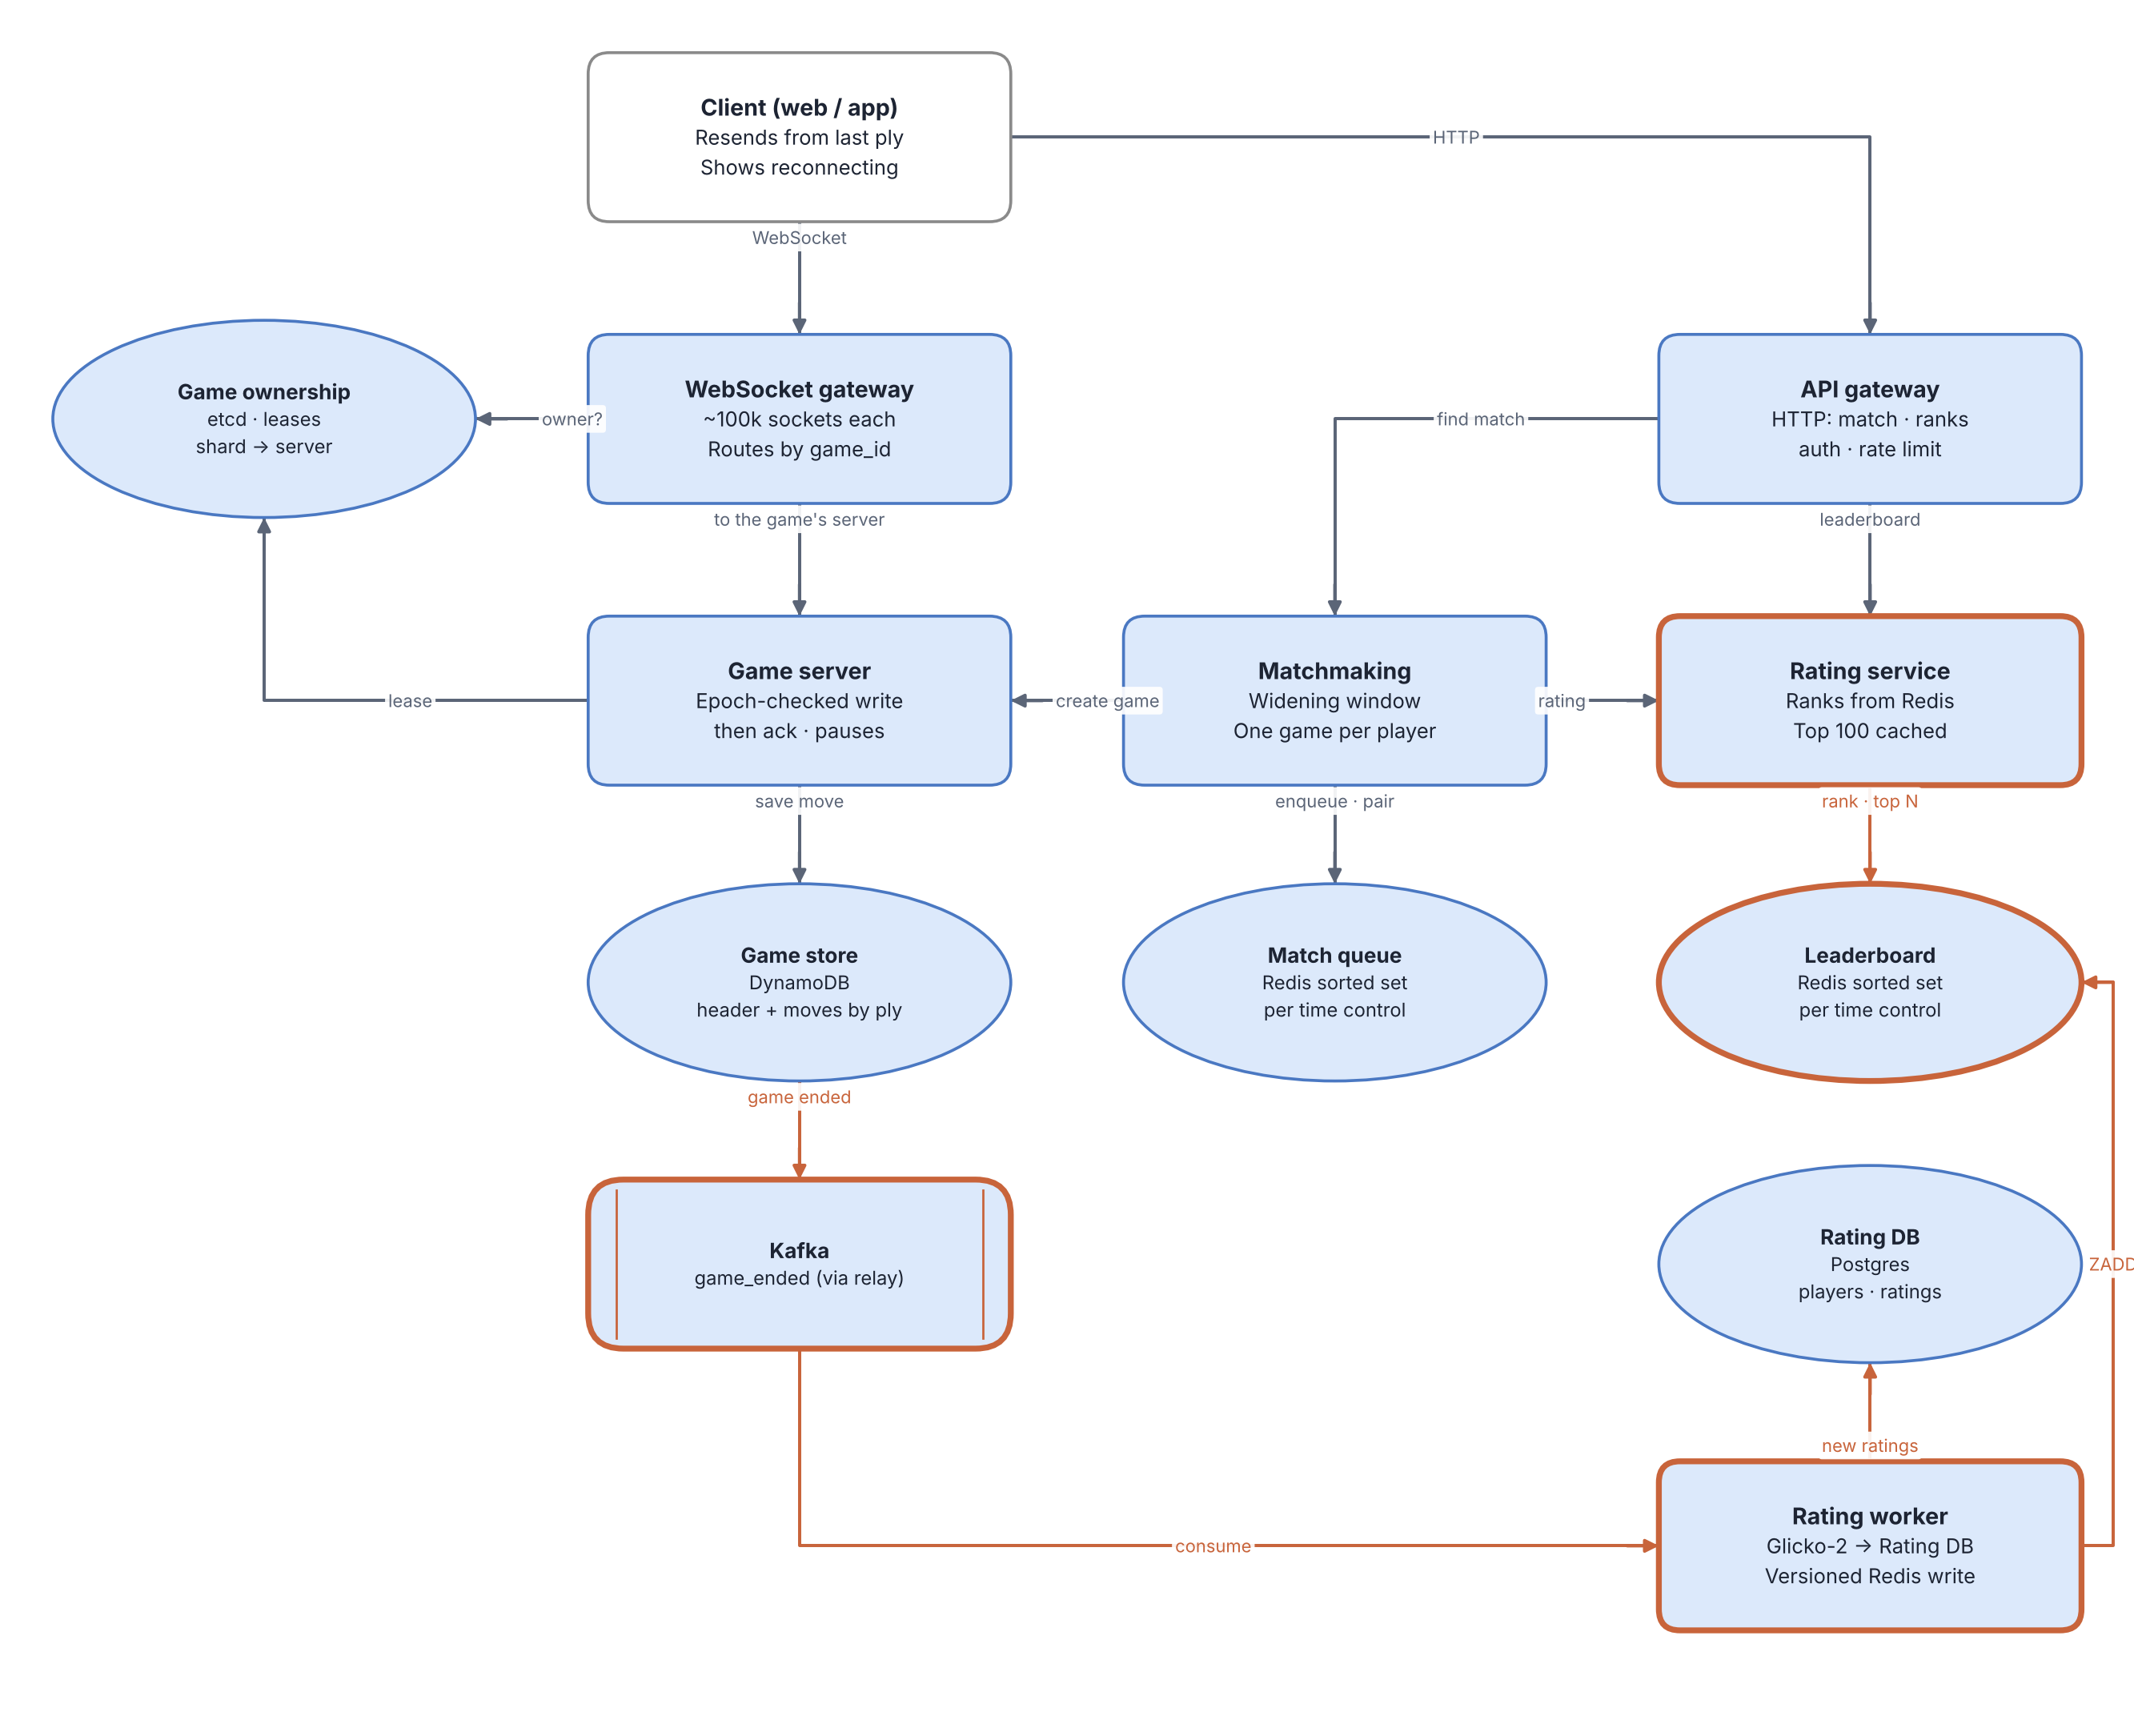 Client (web / app)
Resends from last ply
Shows reconnecting
HTTP
WebSocket
Game ownership
etcd · leases
shard → server
owner?
WebSocket gateway
~100k sockets each
Routes by game_id
find match
API gateway
HTTP: match · ranks
auth · rate limit
to the game's server
leaderboard
lease
Game server
Epoch-checked write
then ack · pauses
create game
Matchmaking
Widening window
One game per player
rating
Rating service
Ranks from Redis
Top 100 cached
save move
enqueue · pair
rank · top N
Game store
DynamoDB
header + moves by ply
Match queue
Redis sorted set
per time control
Leaderboard
Redis sorted set
per time control
game ended
Kafka
game_ended (via relay)
Rating DB
Postgres
players · ratings
ZADD
new ratings
consume
Rating worker
Glicko-2 → Rating DB
Versioned Redis write